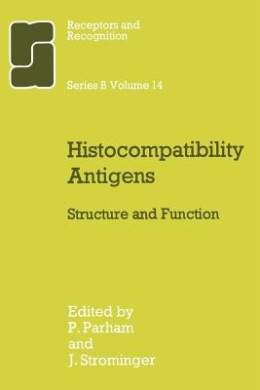 Receptors and
Recognition
Series B Volume 14
Histocompatibility
Antigens
Structure and Function
Edited by
P. Parham
and
J. Strominger